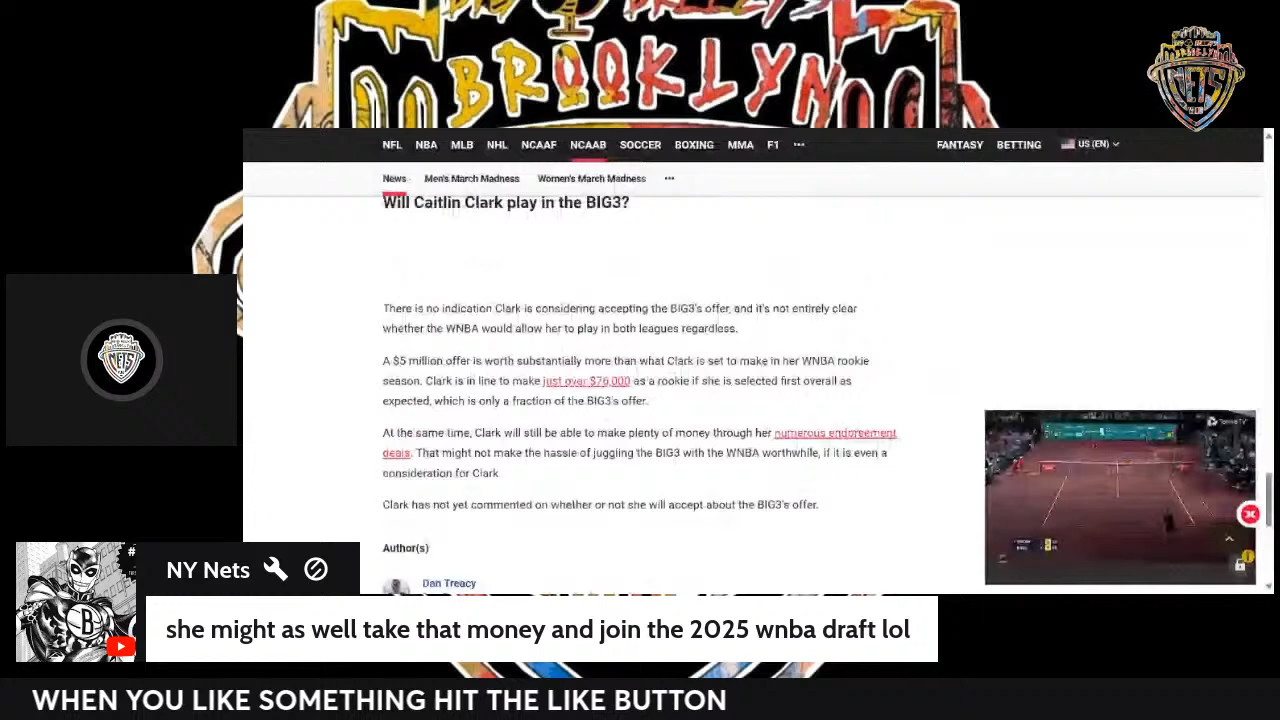 BROOKLYN
NETS
NFL NBA MLB NHL NCAAF NCAAB SOCCER BOXING MMA F1 ... FANTASY BETTING US (EN)
News Men's March Madness Women's March Madness ...
Will Caitlin Clark play in the BIG3?
There is no indication Clark is considering accepting the BIG3's offer, and it's not entirely clear
whether the WNBA would allow her to play in both leagues regardless.
A $5 million offer is worth substantially more than what Clark is set to make in her WNBA rookie
season. Clark is in line to make just over $76,000 as a rookie if she is selected first overall as
expected, which is only a fraction of the BIG3's offer.
At the same time, Clark will still be able to make plenty of money through her numerous endorsement
deals. That might not make the hassle of juggling the BIG3 with the WNBA worthwhile, if it is even a
consideration for Clark
Clark has not yet commented on whether or not she will accept about the BIG3's offer.
Author(s)
Dan Treacy
NETS
NY Nets
she might as well take that money and join the 2025 wnba draft lol
WHEN YOU LIKE SOMETHING HIT THE LIKE BUTTON